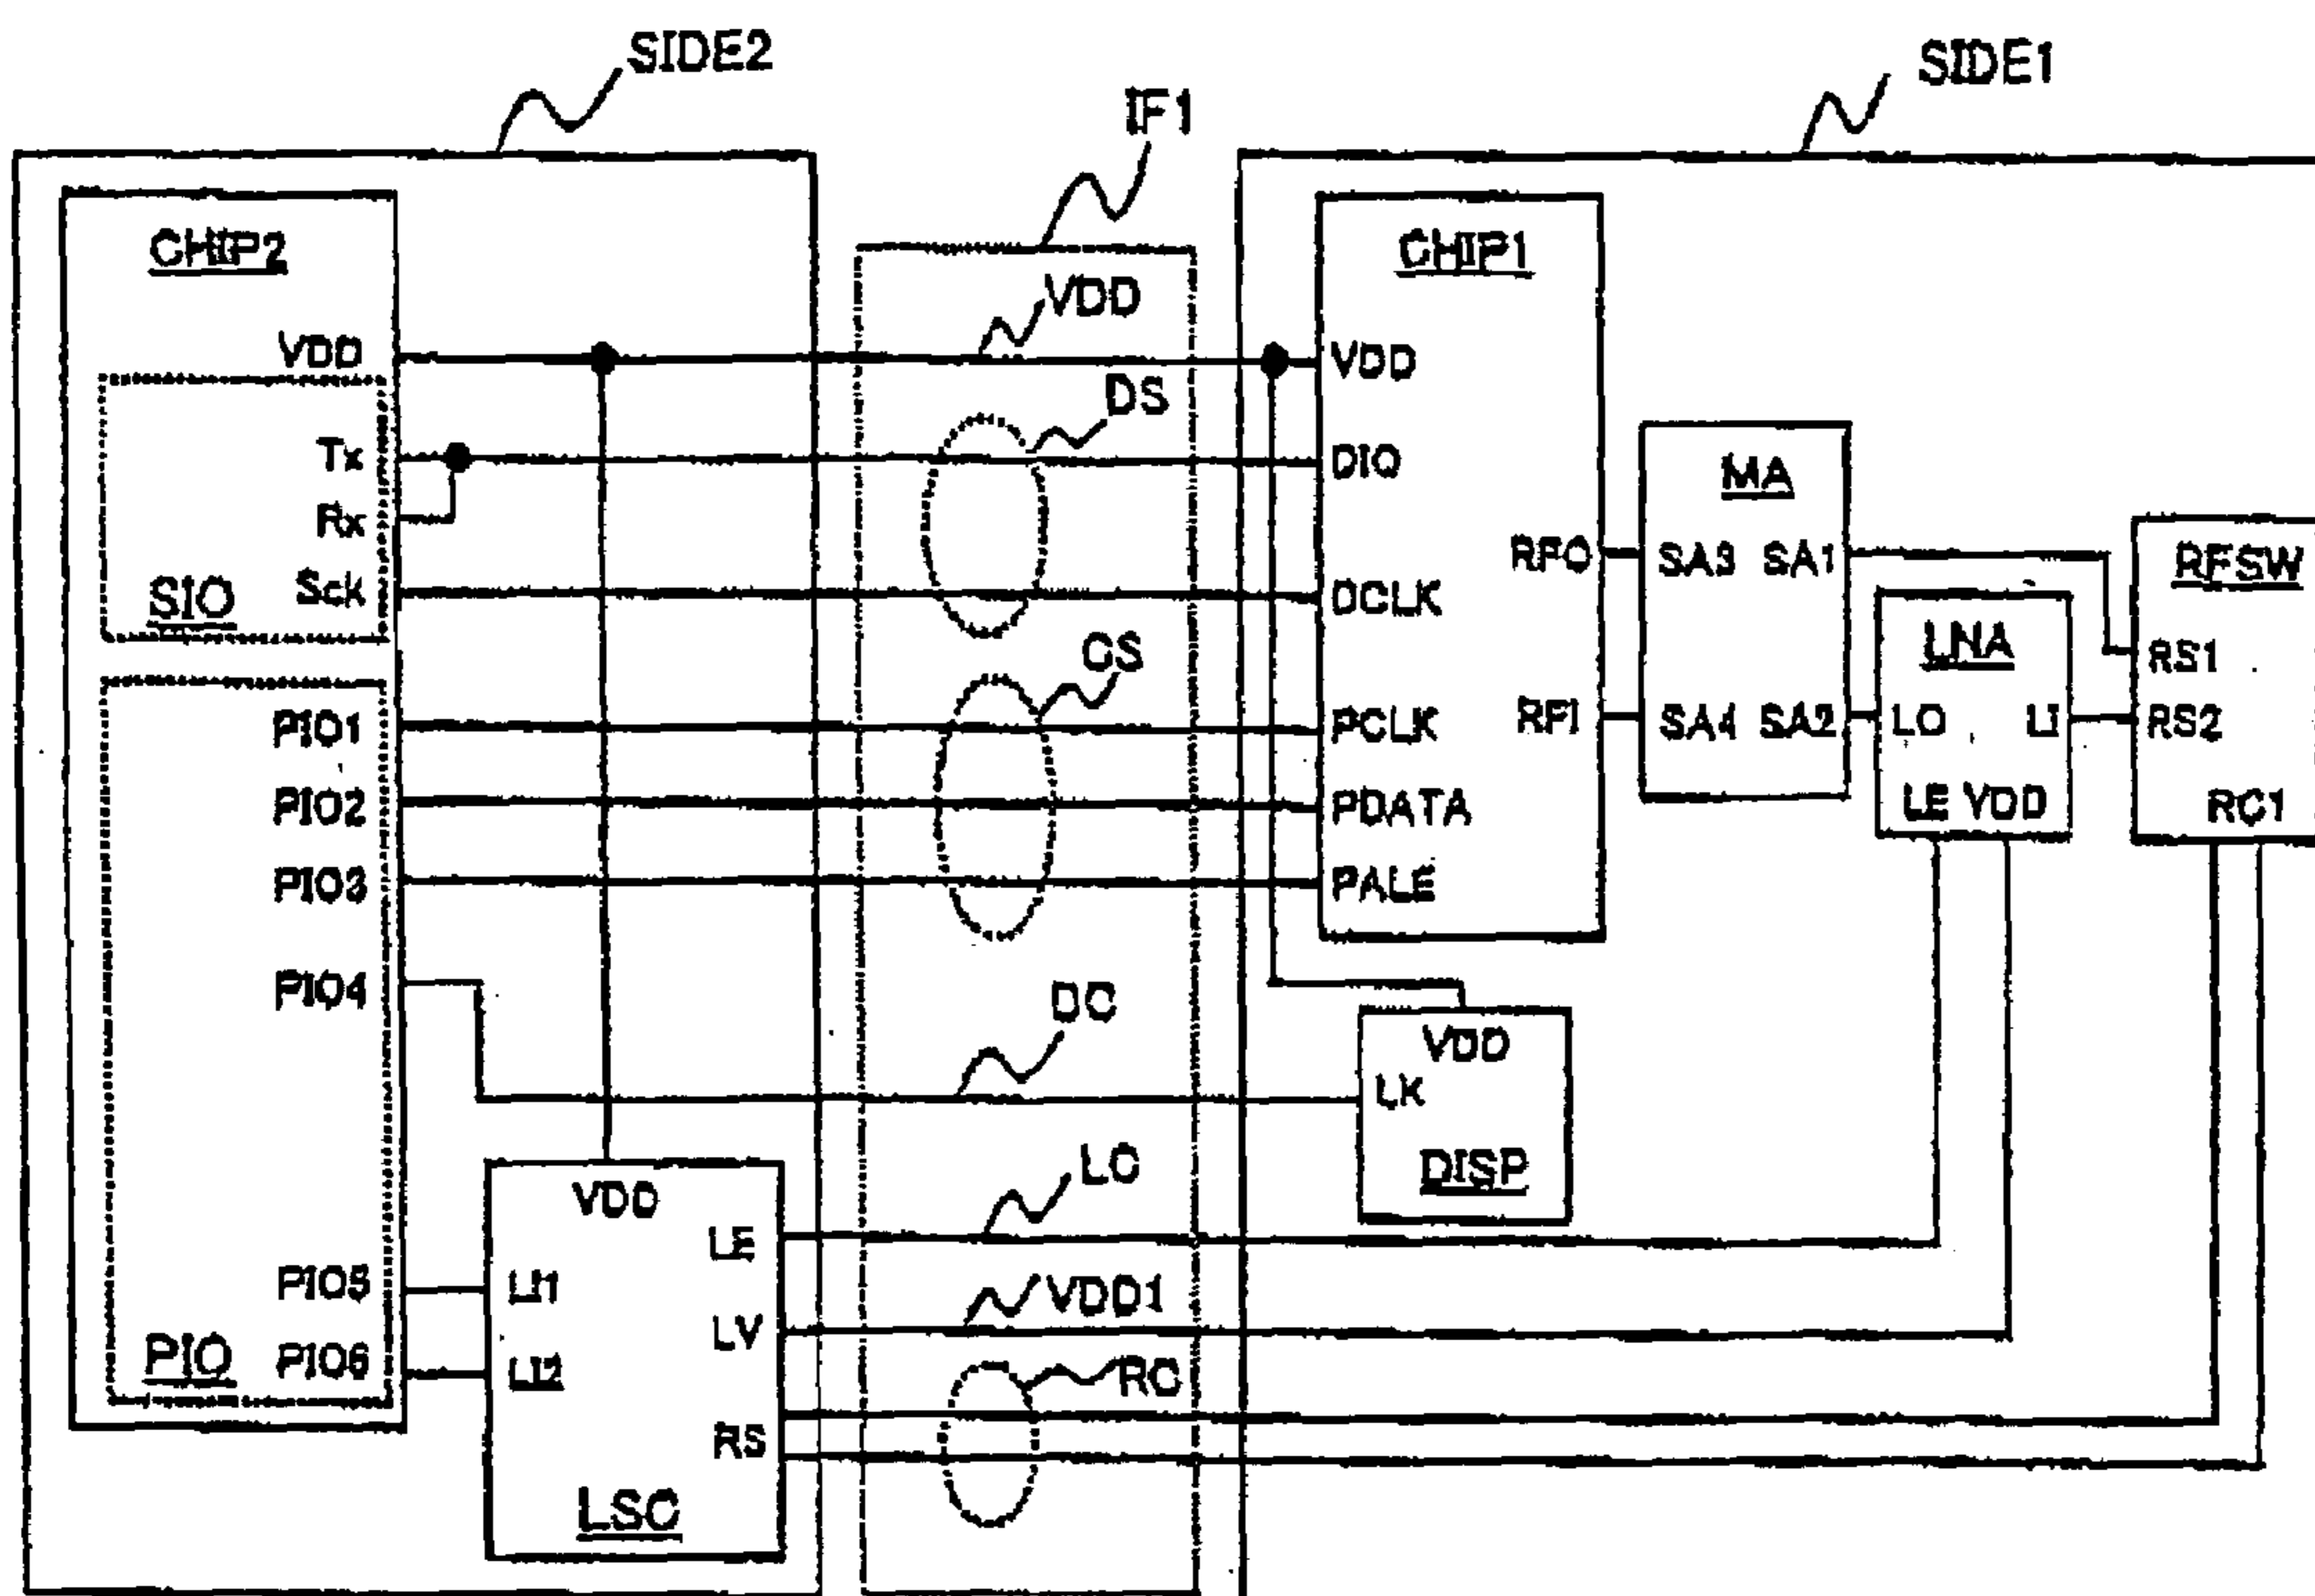 SIDE2
SIDE1
IF1
CHIP2
CHIP1
VDD
VDD
VDD
DS
Tx
DIO
MA
Rx
RFO
SA3
SA1
RFSW
SIO
Sck
DCLK
LNA
CS
RS1
PIO1
PCLK
RFI
SA4
SA2
LO
LI
RS2
PIO2
PDATA
LE
VDD
RC1
PIO3
PALE
PIO4
DC
VDD
LK
DISP
LC
VDD
LE
PIO5
LI1
VDD1
LV
PIO
PIO6
LI2
RC
RS
LSC